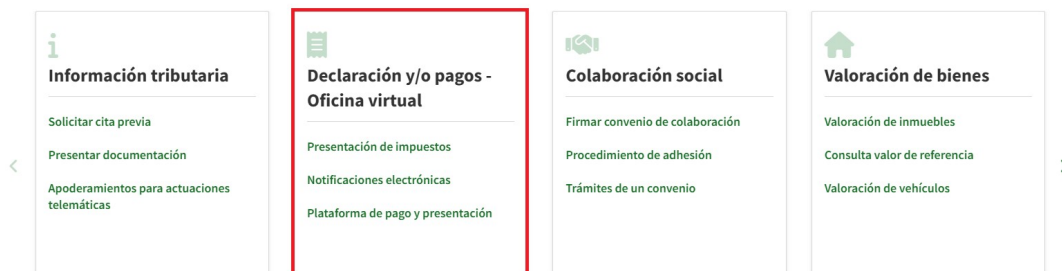 Información tributaria
Solicitar cita previa
Presentar documentación
Apoderamientos para actuaciones
telemáticas
Declaración y/o pagos -
Oficina virtual
Presentación de impuestos
Notificaciones electrónicas
Plataforma de pago y presentación
Colaboración social
Firmar convenio de colaboración
Procedimiento de adhesión
Trámites de un convenio
Valoración de bienes
Valoración de inmuebles
Consulta valor de referencia
Valoración de vehículos